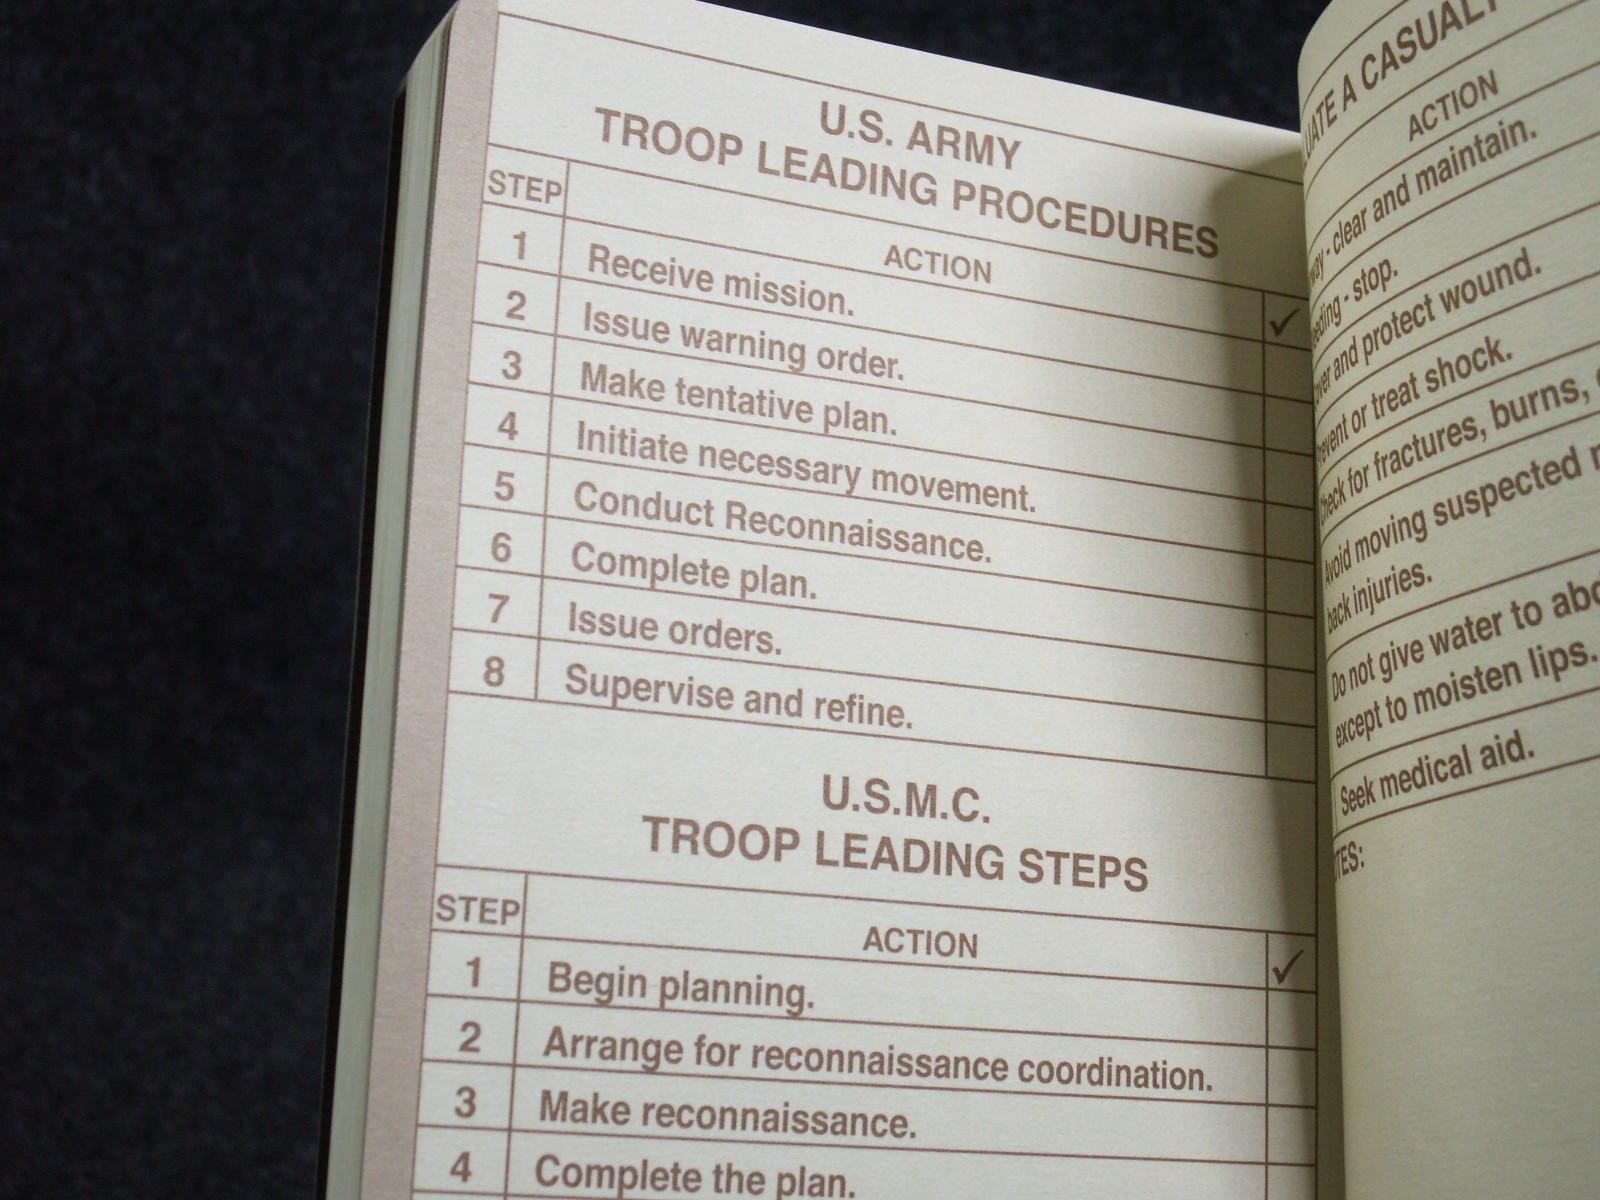 U.S. ARMY
TROOP LEADING PROCEDURES
STEP ACTION ✓
1 Receive mission.
2 Issue warning order.
3 Make tentative plan.
4 Initiate necessary movement.
5 Conduct Reconnaissance.
6 Complete plan.
7 Issue orders.
8 Supervise and refine.
U.S.M.C.
TROOP LEADING STEPS
STEP ACTION ✓
1 Begin planning.
2 Arrange for reconnaissance coordination.
3 Make reconnaissance.
4 Complete the plan.
A CASUALTY
ACTION
- clear and maintain.
- stop.
and protect wound.
or treat shock.
Check for fractures, burns,
Avoid moving suspected
back injuries.
Do not give water to
except to moisten lips.
Seek medical aid.